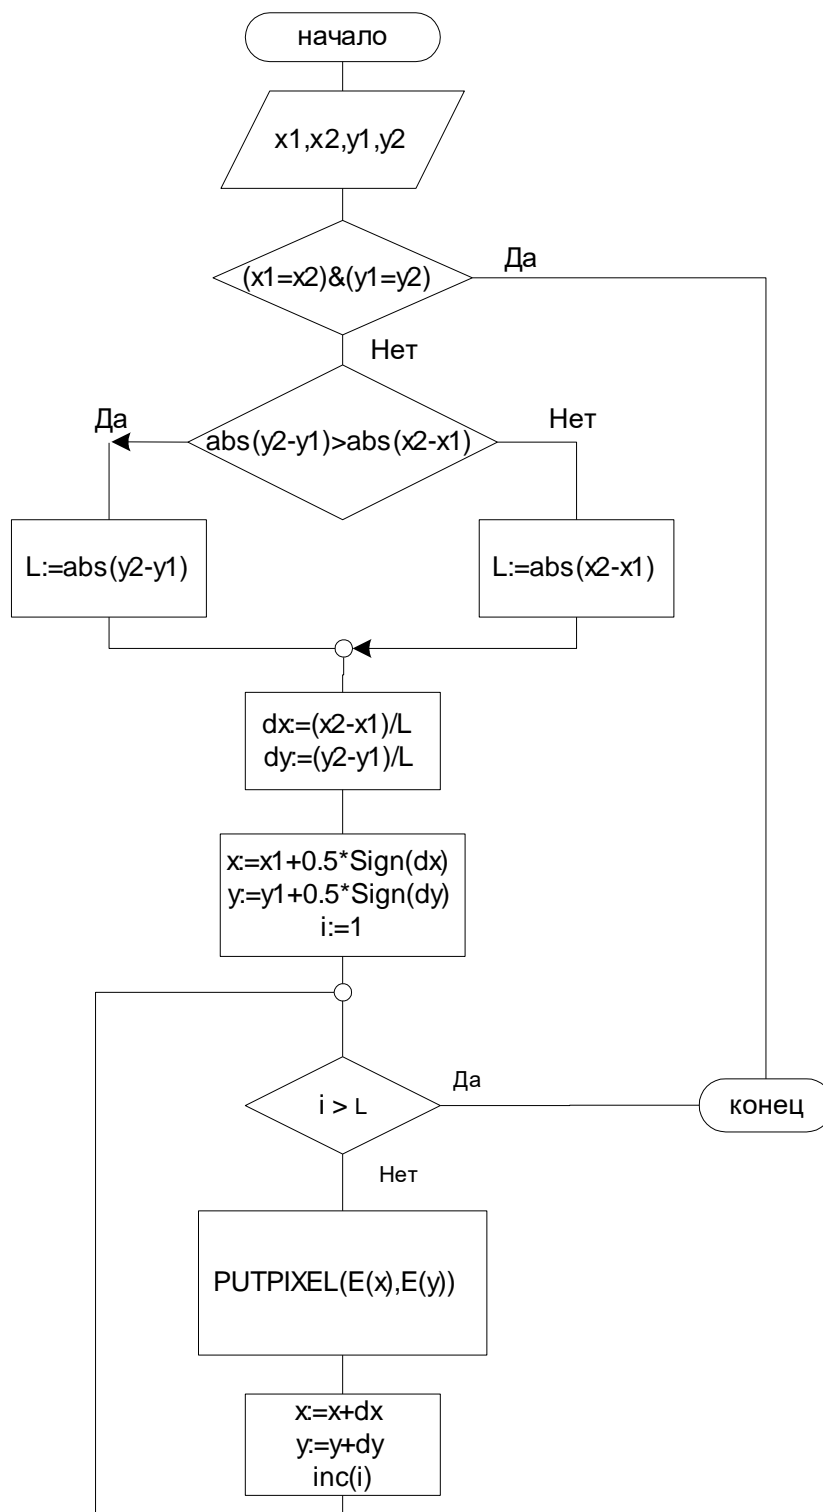 начало
x1,x2,y1,y2
(x1=x2)&(y1=y2)
Да
Нет
Да
abs(y2-y1)>abs(x2-x1)
Нет
L:=abs(y2-y1)
L:=abs(x2-x1)
dx:=(x2-x1)/L
dy:=(y2-y1)/L
x:=x1+0.5*Sign(dx)
y:=y1+0.5*Sign(dy)
i:=1
i > L
Да
конец
Нет
PUTPIXEL(E(x),E(y))
x:=x+dx
y:=y+dy
inc(i)